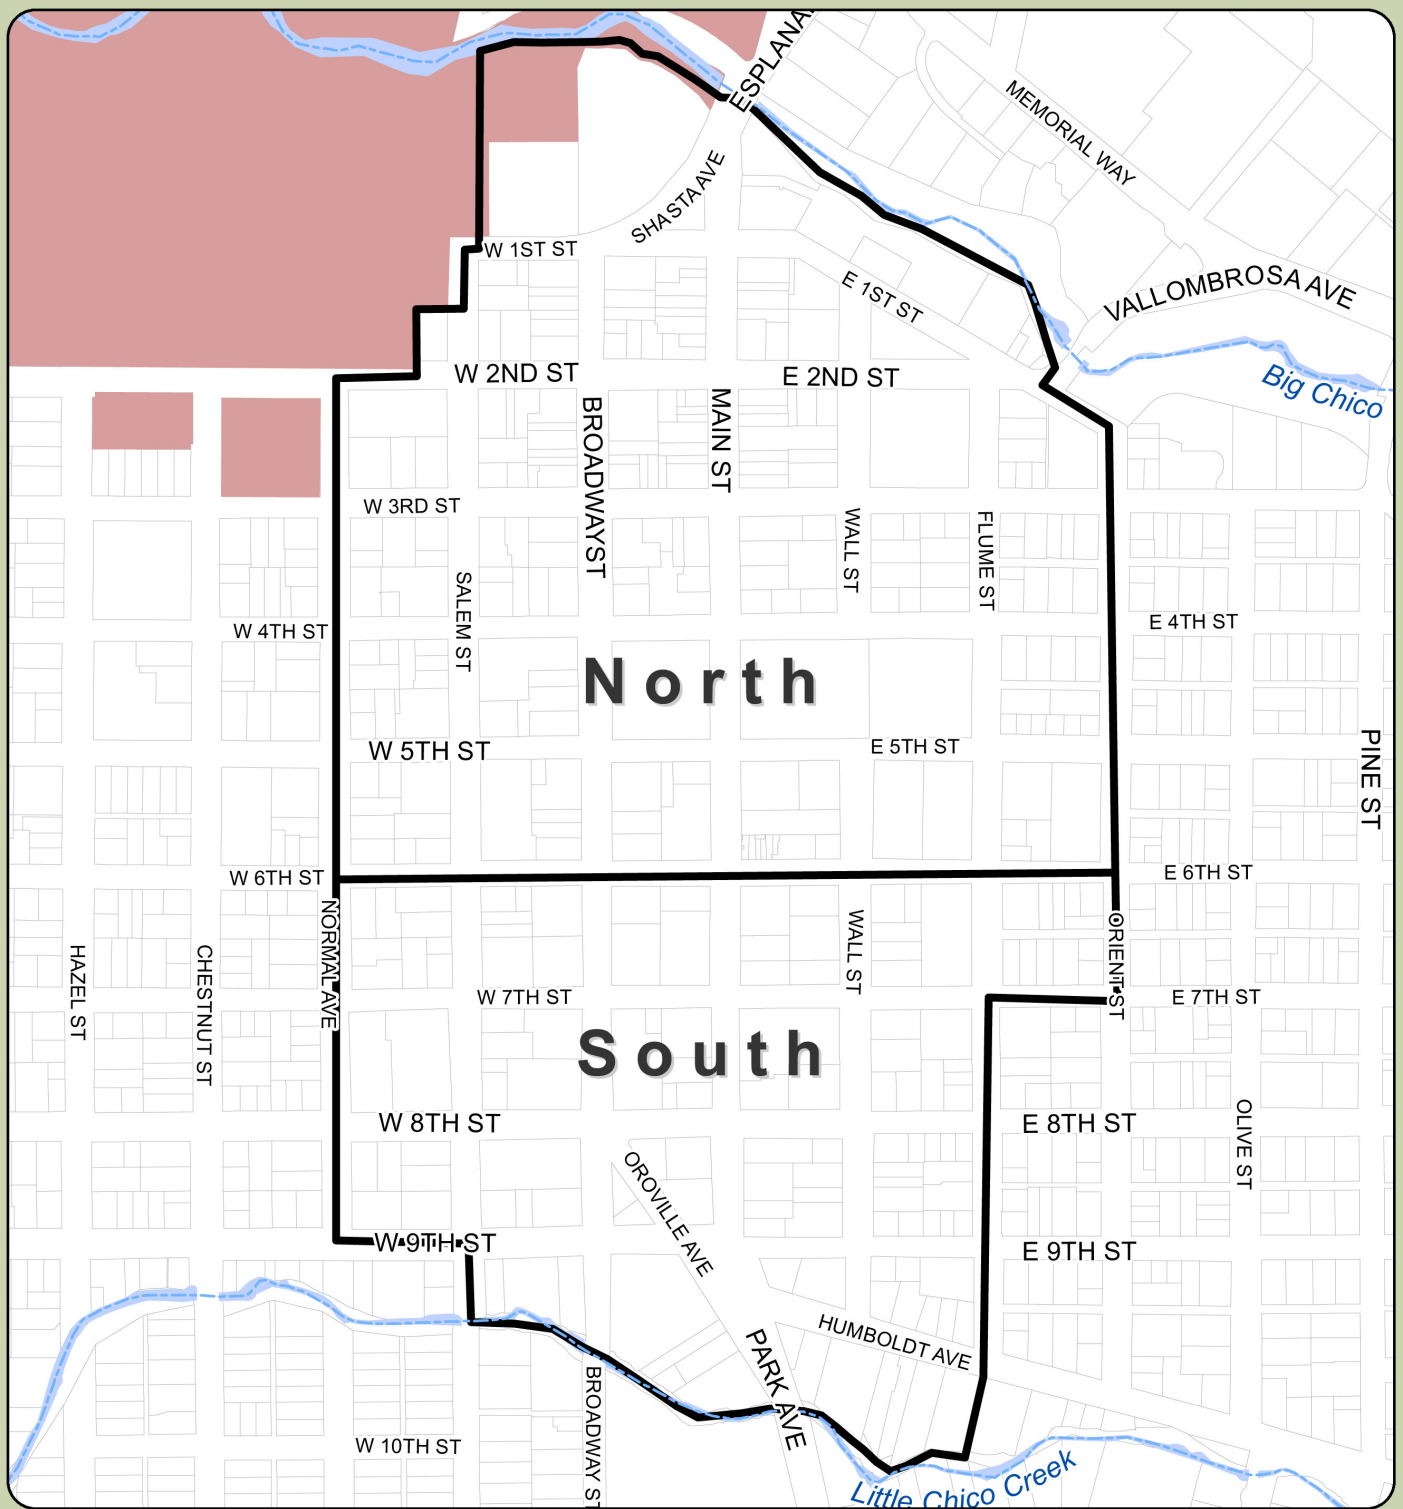 ESPLANA
MEMORIAL WAY
SHASTA AVE
W 1ST ST
E 1ST ST
VALLOMBROSA AVE
W 2ND ST
E 2ND ST
Big Chico
BROADWAY ST
MAIN ST
W 3RD ST
WALL ST
FLUME ST
SALEM ST
W 4TH ST
E 4TH ST
North
W 5TH ST
E 5TH ST
PINE ST
W 6TH ST
E 6TH ST
NORMAL AVE
WALL ST
ORIENT ST
HAZEL ST
CHESTNUT ST
W 7TH ST
E 7TH ST
South
W 8TH ST
E 8TH ST
OLIVE ST
OROVILLE AVE
W 9TH ST
E 9TH ST
HUMBOLDT AVE
PARK AVE
BROADWAY ST
W 10TH ST
Little Chico Creek